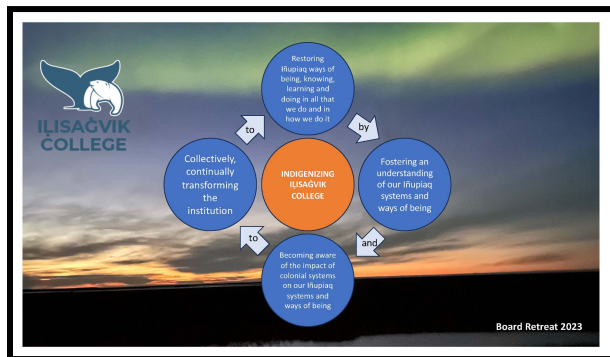 IḶISAĠVIK
COLLEGE
Restoring
Iñupiaq ways of
being, knowing,
learning and
doing in all that
we do and in
how we do it
by
Fostering an
understanding
of our Iñupiaq
systems and
ways of being
and
Becoming aware
of the impact of
colonial systems
on our Iñupiaq
systems and
ways of being
to
Collectively,
continually
transforming
the
institution
to
INDIGENIZING
IḶISAĠVIK
COLLEGE
Board Retreat 2023